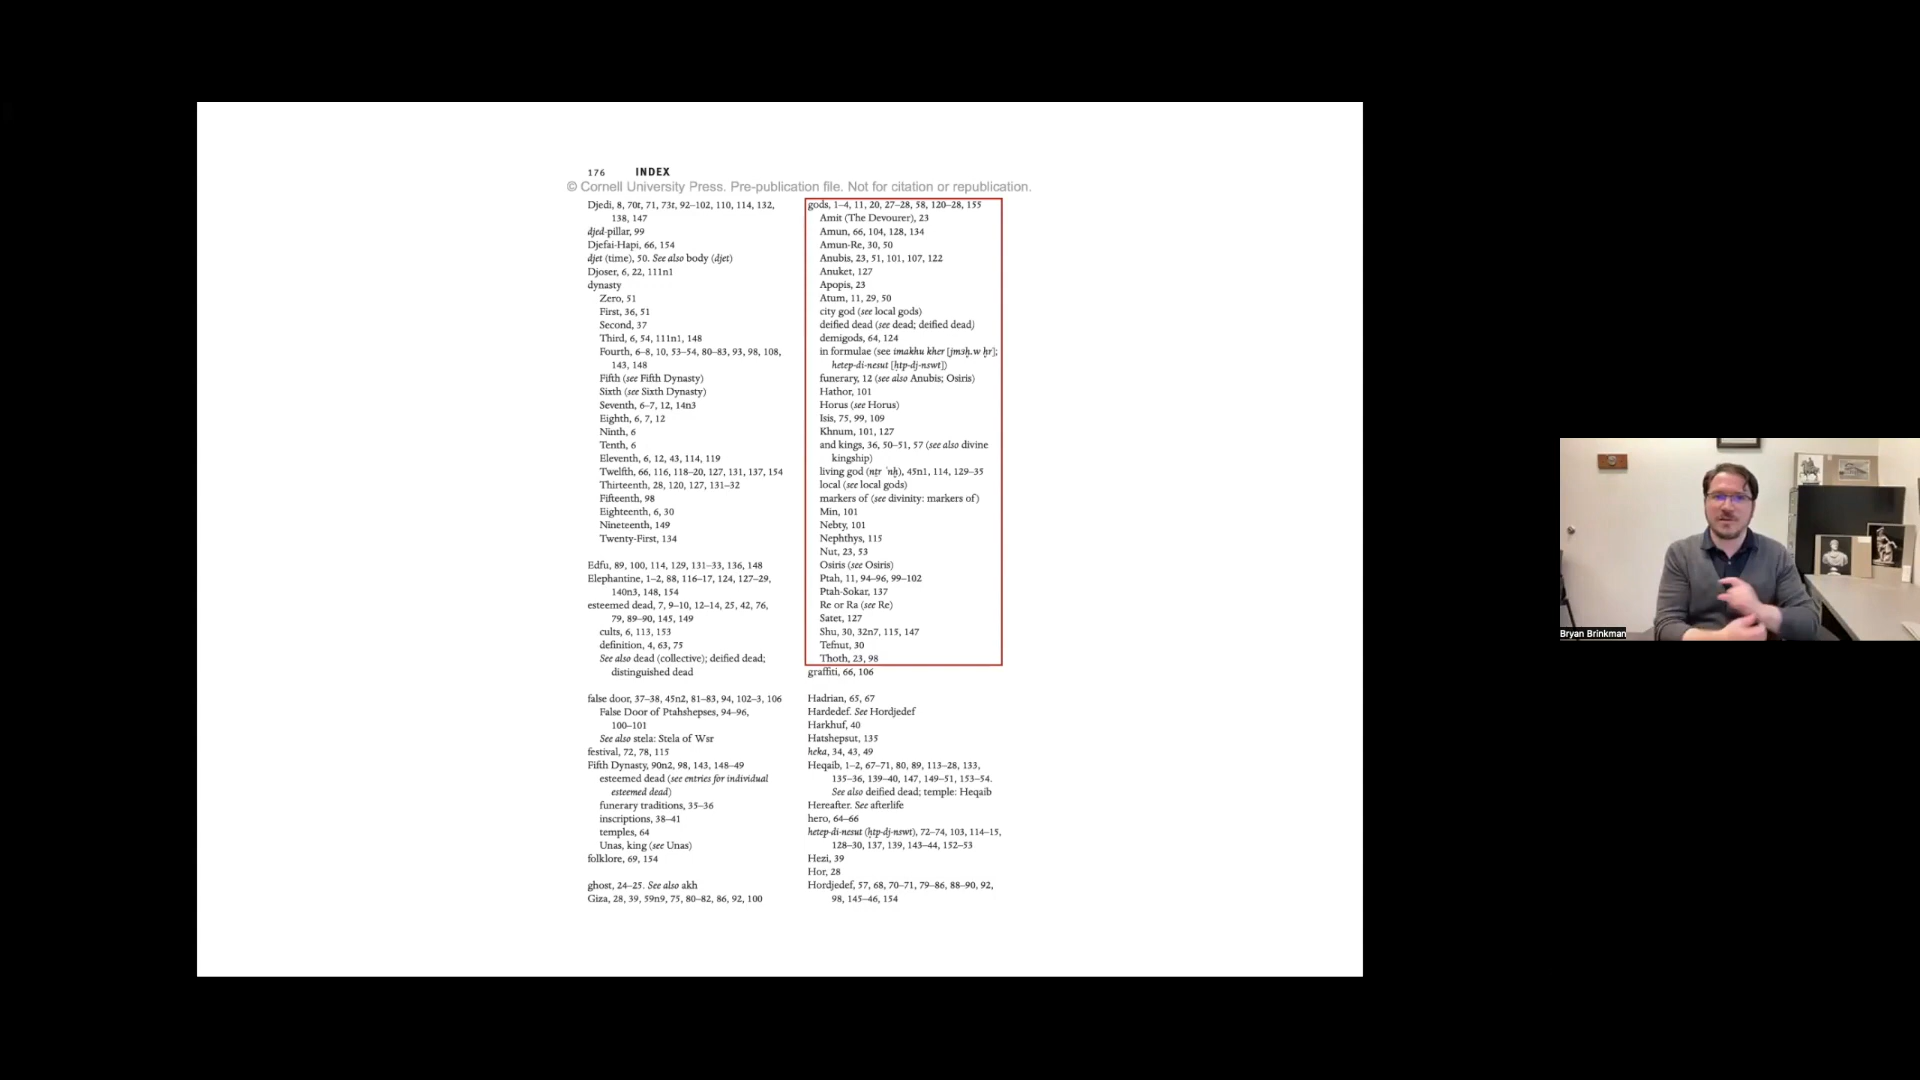 176 INDEX
© Cornell University Press. Pre-publication file. Not for citation or republication.
Djedi, 8, 70t, 71, 73t, 92–102, 110, 114, 132,
138, 147
djed-pillar, 99
Djefai-Hapi, 66, 154
djet (time), 50. See also body (djet)
Djoser, 6, 22, 111n1
dynasty
Zero, 51
First, 36, 51
Second, 37
Third, 6, 54, 111n1, 148
Fourth, 6–8, 10, 53–54, 80–83, 93, 98, 108,
143, 148
Fifth (see Fifth Dynasty)
Sixth (see Sixth Dynasty)
Seventh, 6–7, 12, 14n3
Eighth, 6, 7, 12
Ninth, 6
Tenth, 6
Eleventh, 6, 12, 43, 114, 119
Twelfth, 66, 116, 118–20, 127, 131, 137, 154
Thirteenth, 28, 120, 127, 131–32
Fifteenth, 98
Eighteenth, 6, 30
Nineteenth, 149
Twenty-First, 134
Edfu, 89, 100, 114, 129, 131–33, 136, 148
Elephantine, 1–2, 88, 116–17, 124, 127–29,
140n3, 148, 154
esteemed dead, 7, 9–10, 12–14, 25, 42, 76,
79, 89–90, 145, 149
cults, 6, 113, 153
definition, 4, 63, 75
See also dead (collective); deified dead;
distinguished dead
false door, 37–38, 45n2, 81–83, 94, 102–3, 106
False Door of Ptahshepses, 94–96,
100–101
See also stela: Stela of Wsr
festival, 72, 78, 115
Fifth Dynasty, 90n2, 98, 143, 148–49
esteemed dead (see entries for individual
esteemed dead)
funerary traditions, 35–36
inscriptions, 38–41
temples, 64
Unas, king (see Unas)
folklore, 69, 154
ghost, 24–25. See also akh
Giza, 28, 39, 59n9, 75, 80–82, 86, 92, 100
gods, 1–4, 11, 20, 27–28, 58, 120–28, 155
Amit (The Devourer), 23
Amun, 66, 104, 128, 134
Amun-Re, 30, 50
Anubis, 23, 51, 101, 107, 122
Anuket, 127
Apopis, 23
Atum, 11, 29, 50
city god (see local gods)
deified dead (see dead; deified dead)
demigods, 64, 124
in formulae (see imakhu kher [jmȝḫ.w ḫr];
hetep-di-nesut [ḥtp-dj-nswt])
funerary, 12 (see also Anubis; Osiris)
Hathor, 101
Horus (see Horus)
Isis, 75, 99, 109
Khnum, 101, 127
and kings, 36, 50–51, 57 (see also divine
kingship)
living god (nṯr ʿnḫ), 45n1, 114, 129–35
local (see local gods)
markers of (see divinity: markers of)
Min, 101
Nebty, 101
Nephthys, 115
Nut, 23, 53
Osiris (see Osiris)
Ptah, 11, 94–96, 99–102
Ptah-Sokar, 137
Re or Ra (see Re)
Satet, 127
Shu, 30, 32n7, 115, 147
Tefnut, 30
Thoth, 23, 98
graffiti, 66, 106
Hadrian, 65, 67
Hardedef. See Hordjedef
Harkhuf, 40
Hatshepsut, 135
heka, 34, 43, 49
Heqaib, 1–2, 67–71, 80, 89, 113–28, 133,
135–36, 139–40, 147, 149–51, 153–54.
See also deified dead; temple: Heqaib
Hereafter. See afterlife
hero, 64–66
hetep-di-nesut (ḥtp-dj-nswt), 72–74, 103, 114–15,
128–30, 137, 139, 143–44, 152–53
Hezi, 39
Hor, 28
Hordjedef, 57, 68, 70–71, 79–86, 88–90, 92,
98, 145–46, 154
Bryan Brinkman